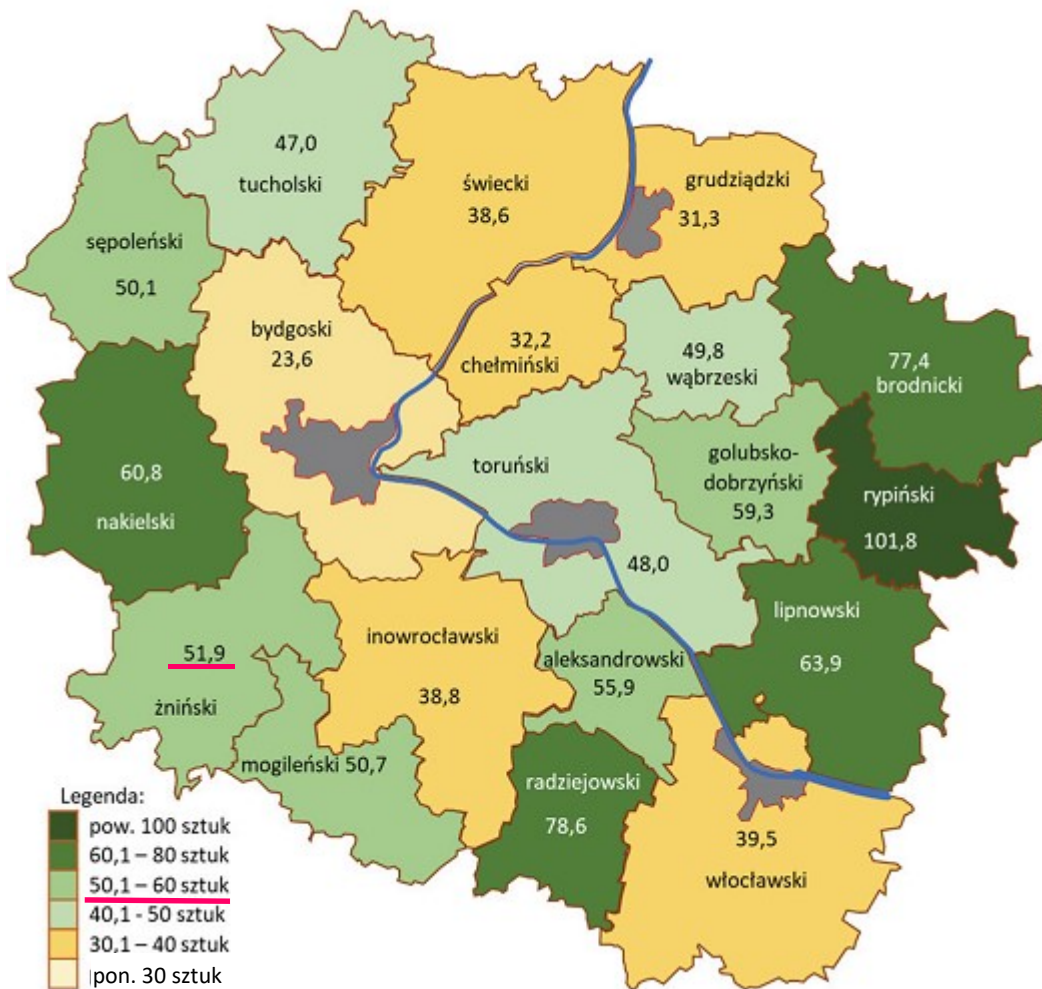 47,0
tucholski
świecki
38,6
grudziądzki
31,3
sępoleński
50,1
bydgoski
23,6
32,2
chełmiński
49,8
wąbrzeski
77,4
brodnicki
60,8
nakielski
toruński
48,0
golubsko-
dobrzyński
59,3
rypiński
101,8
lipnowski
63,9
51,9
żniński
inowrocławski
38,8
aleksandrowski
55,9
mogileński 50,7
radziejowski
78,6
39,5
włocławski
Legenda:
pow. 100 sztuk
60,1 – 80 sztuk
50,1 – 60 sztuk
40,1 - 50 sztuk
30,1 – 40 sztuk
pon. 30 sztuk